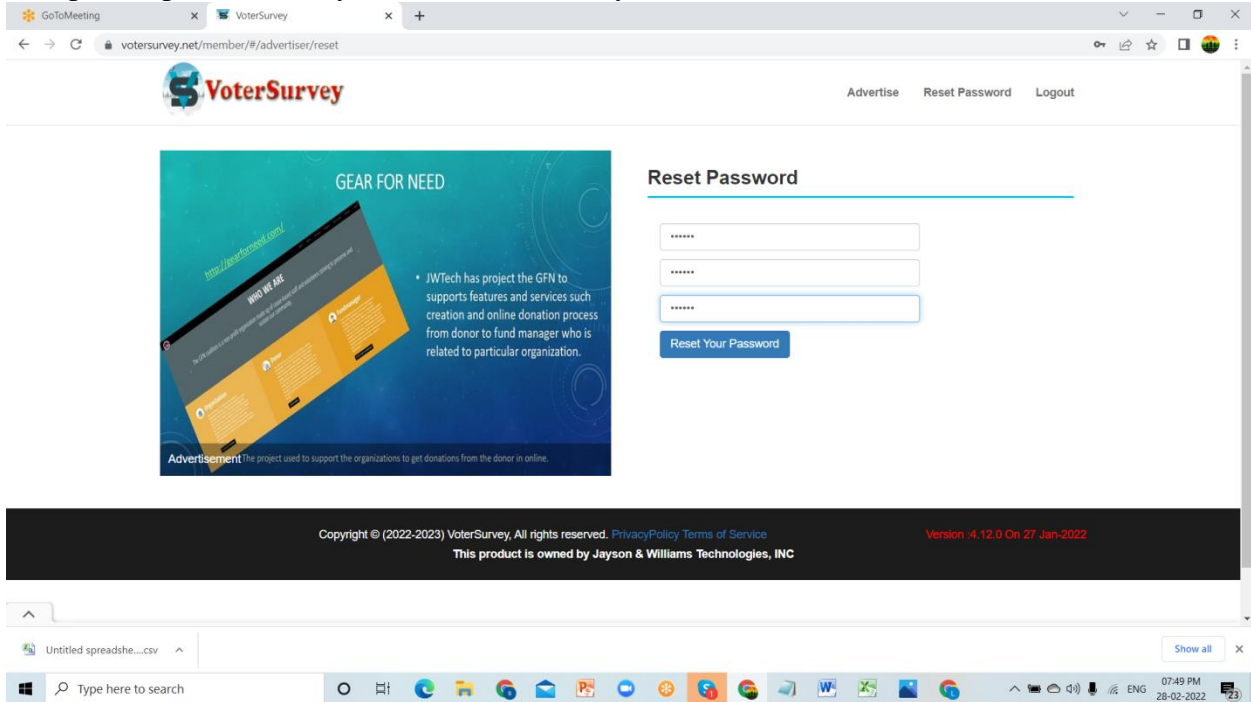 GoToMeeting
VoterSurvey
votersurvey.net/member/#/advertiser/reset
VoterSurvey
Advertise Reset Password Logout
GEAR FOR NEED
http://gearforneed.com/
WHO WE ARE
Organization
Donor
Fundmanager
• JWTech has project the GFN to
supports features and services such
creation and online donation process
from donor to fund manager who is
related to particular organization.
Advertisement The project used to support the organizations to get donations from the donor in online.
Reset Password
••••••
••••••
••••••
Reset Your Password
Copyright © (2022-2023) VoterSurvey, All rights reserved. PrivacyPolicy Terms of Service
Version :4.12.0 On 27 Jan-2022
This product is owned by Jayson & Williams Technologies, INC
Untitled spreadshe....csv
Show all
Type here to search
ENG
07:49 PM
28-02-2022
23